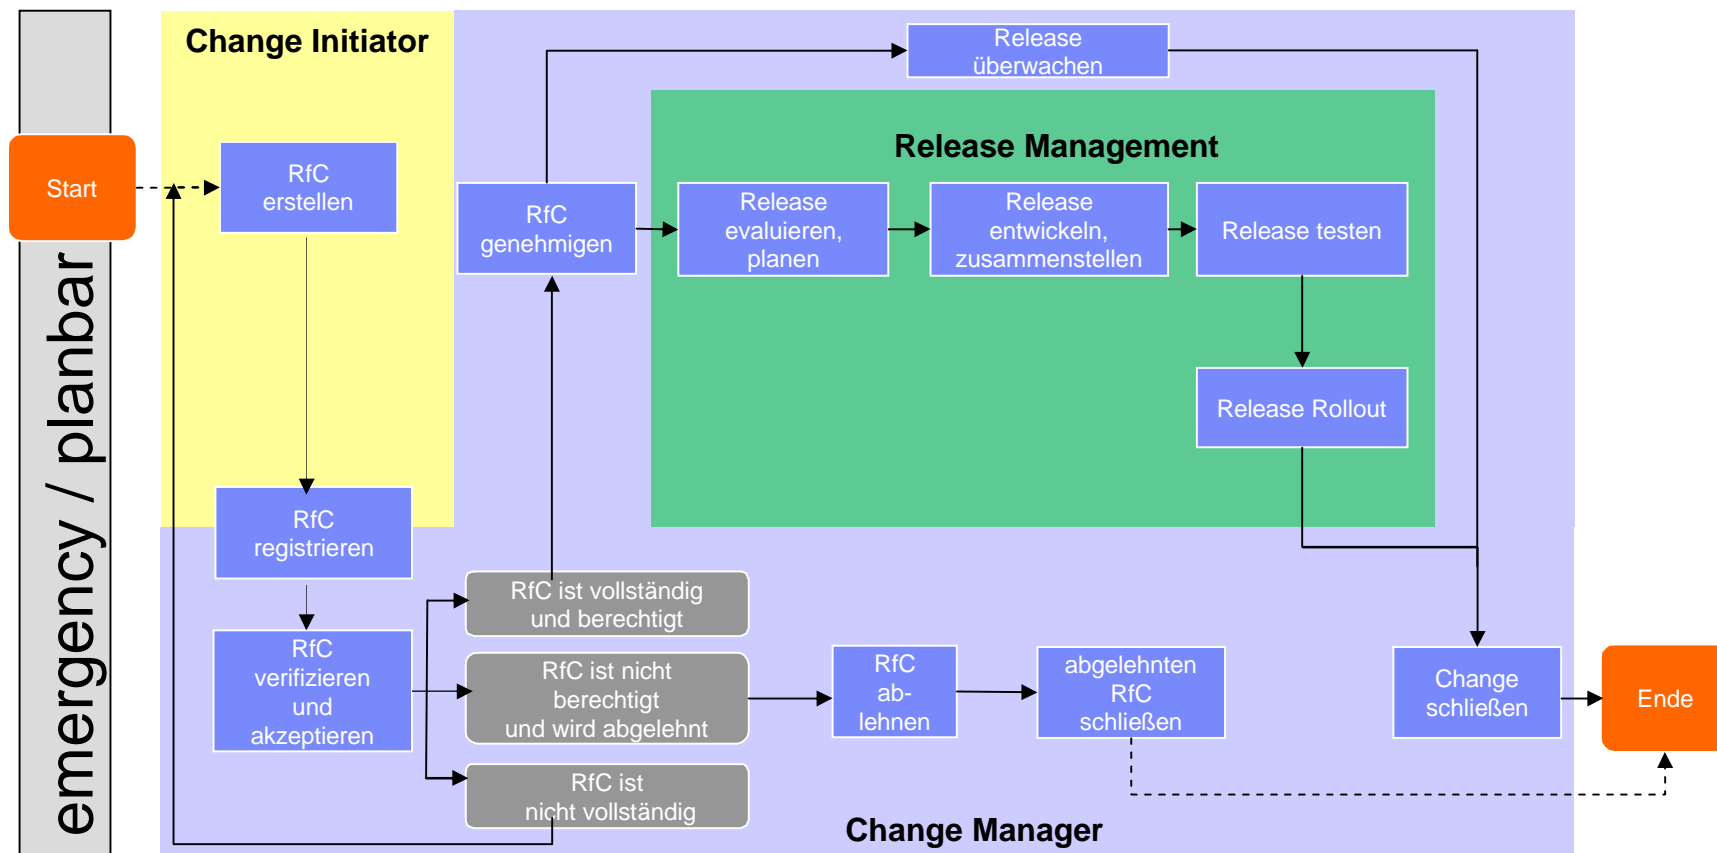 Change Initiator
Release
überwachen
Release Management
Start
RfC
erstellen
RfC
genehmigen
Release
evaluieren,
planen
Release
entwickeln,
zusammenstellen
Release testen
Release Rollout
emergency / planbar
RfC
registrieren
RfC
verifizieren
und
akzeptieren
RfC ist vollständig
und berechtigt
RfC ist nicht
berechtigt
und wird abgelehnt
RfC ist
nicht vollständig
RfC
ab-
lehnen
abgelehnten
RfC
schließen
Change
schließen
Ende
Change Manager